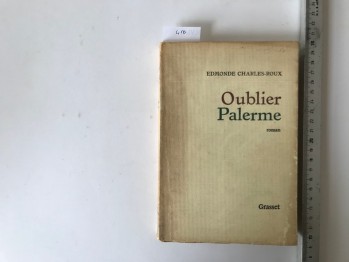 EDMONDE CHARLES-ROUX
Oublier
Palerme
roman
Grasset